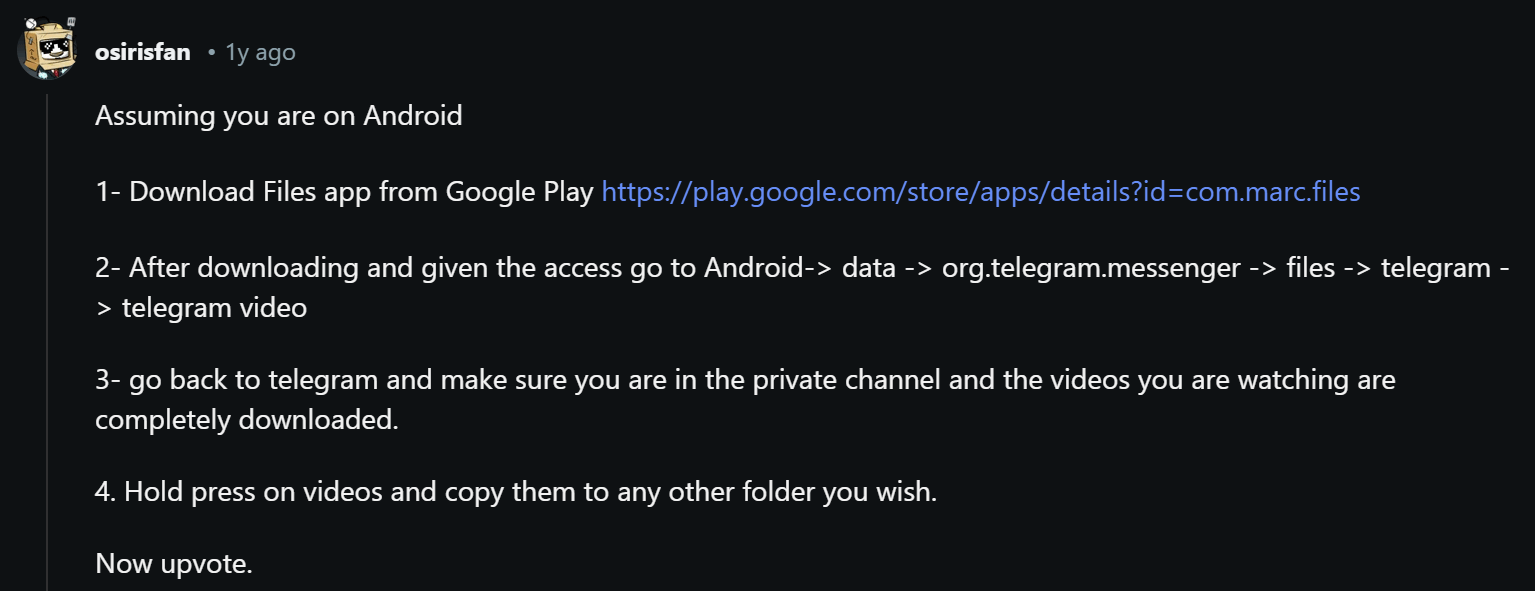 osirisfan • 1y ago
Assuming you are on Android
1- Download Files app from Google Play https://play.google.com/store/apps/details?id=com.marc.files
2- After downloading and given the access go to Android-> data -> org.telegram.messenger -> files -> telegram -
> telegram video
3- go back to telegram and make sure you are in the private channel and the videos you are watching are
completely downloaded.
4. Hold press on videos and copy them to any other folder you wish.
Now upvote.